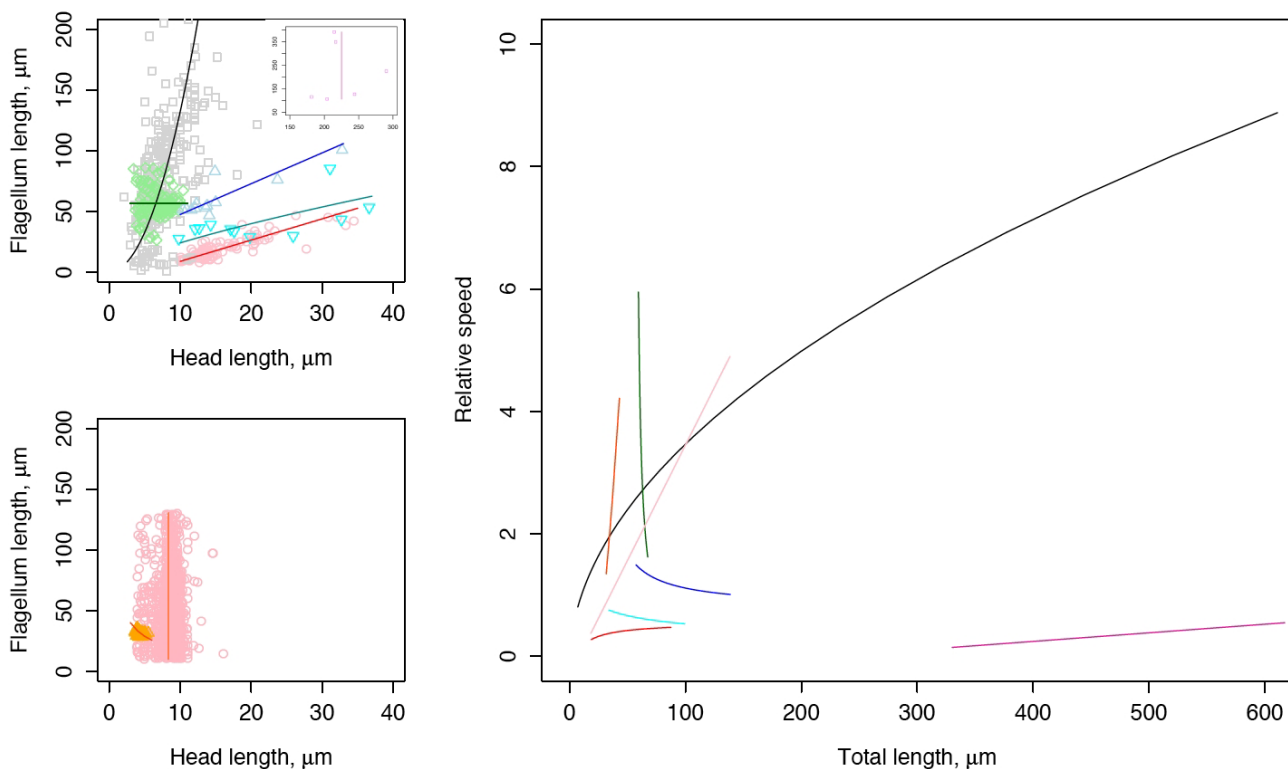 200
150
100
50
0
Flagellum length, μm
350
250
150
50
150 200 250 300
0 10 20 30 40
Head length, μm
200
150
100
50
0
Flagellum length, μm
0 10 20 30 40
Head length, μm
10
8
6
4
2
0
Relative speed
0 100 200 300 400 500 600
Total length, μm